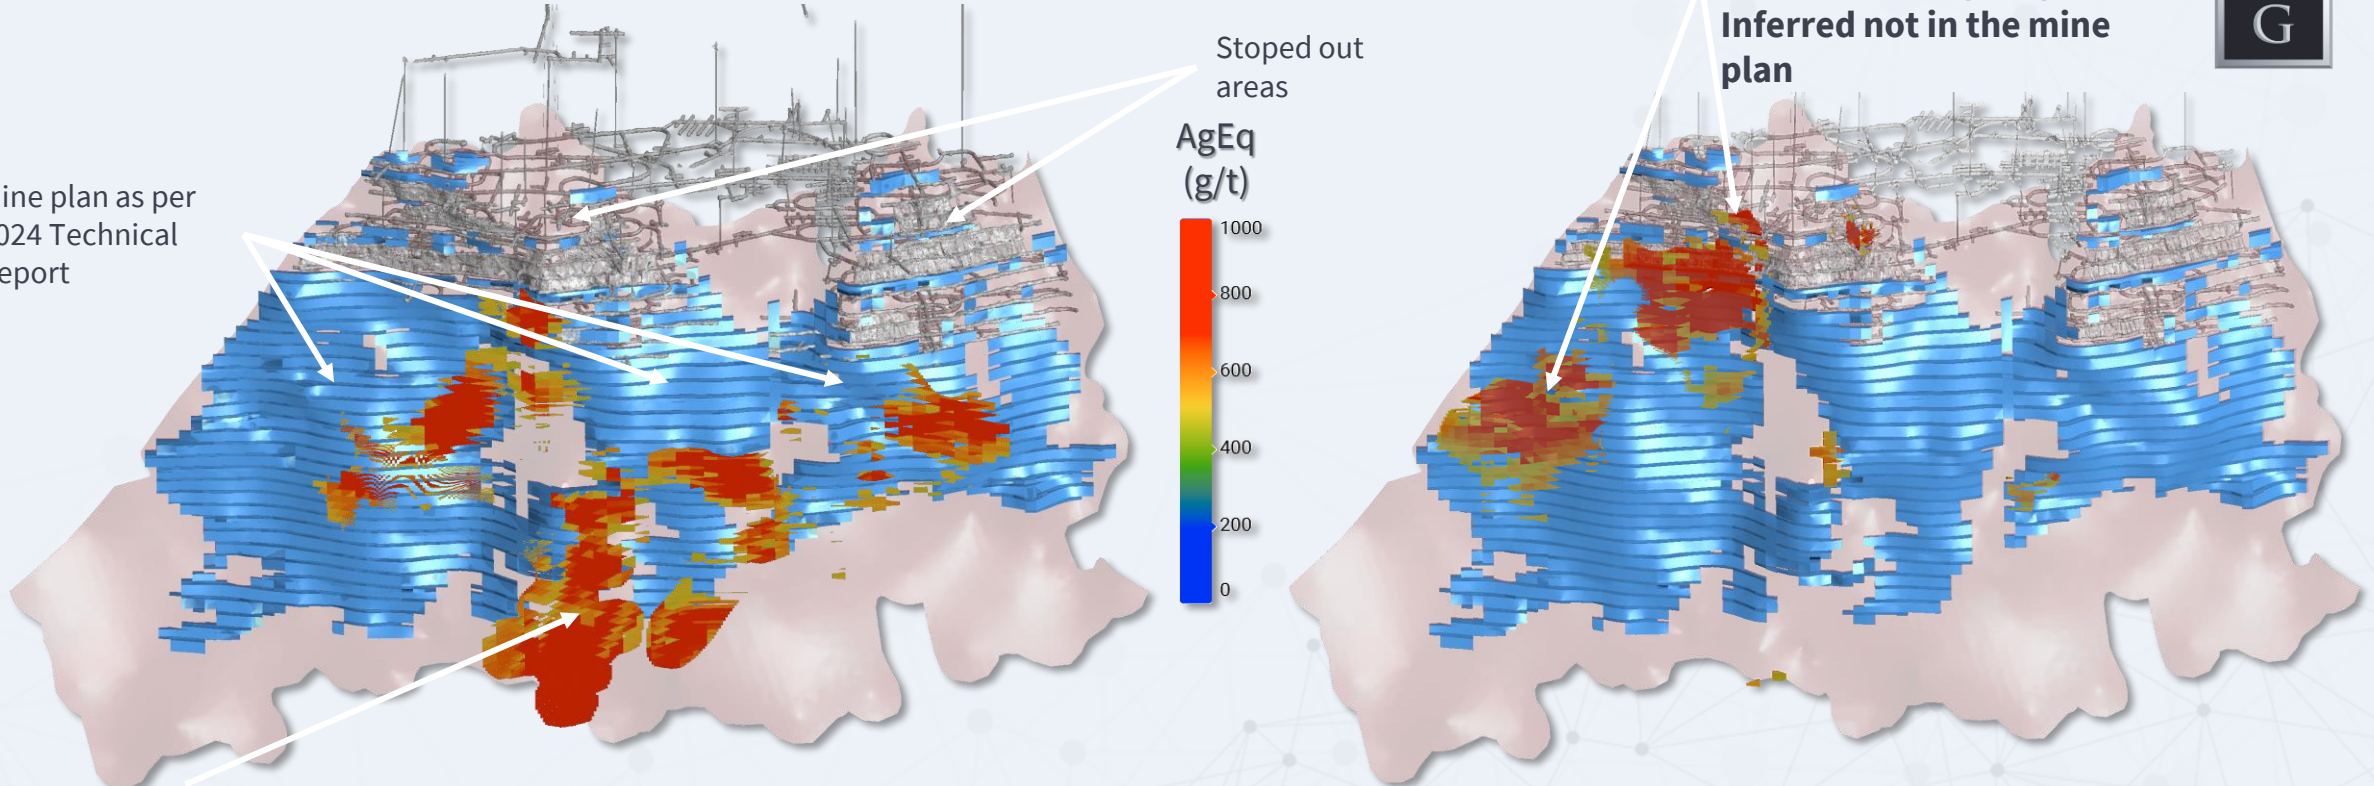 ine plan as per
024 Technical
eport
Stoped out
areas
AgEq
(g/t)
1000
800
600
400
200
0
Inferred not in the mine
plan
G